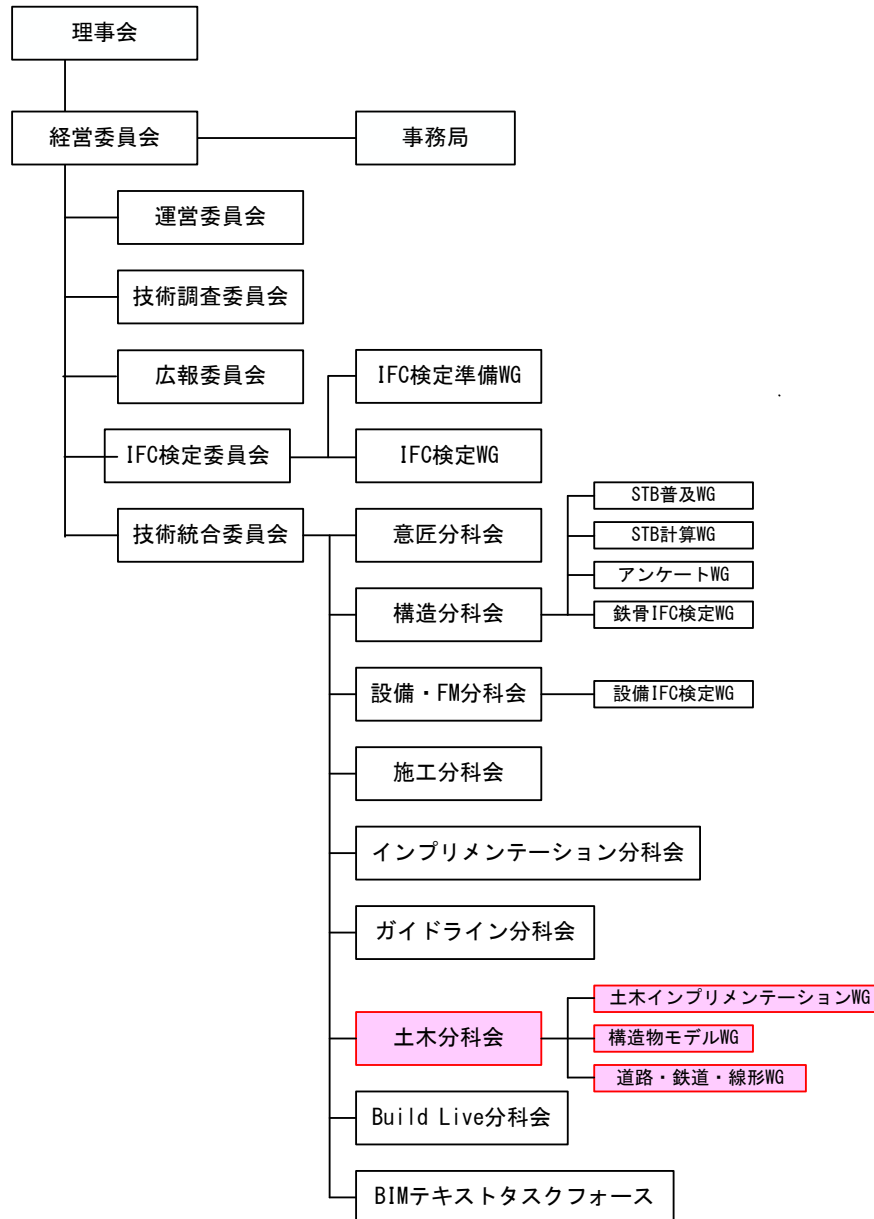 理事会
経営委員会
事務局
運営委員会
技術調査委員会
広報委員会
IFC検定準備WG
IFC検定委員会
IFC検定WG
STB普及WG
技術統合委員会
意匠分科会
STB計算WG
アンケートWG
構造分科会
鉄骨IFC検定WG
設備・FM分科会
設備IFC検定WG
施工分科会
インプリメンテーション分科会
ガイドライン分科会
土木インプリメンテーションWG
土木分科会
構造物モデルWG
道路・鉄道・線形WG
Build Live分科会
BIMテキストタスクフォース